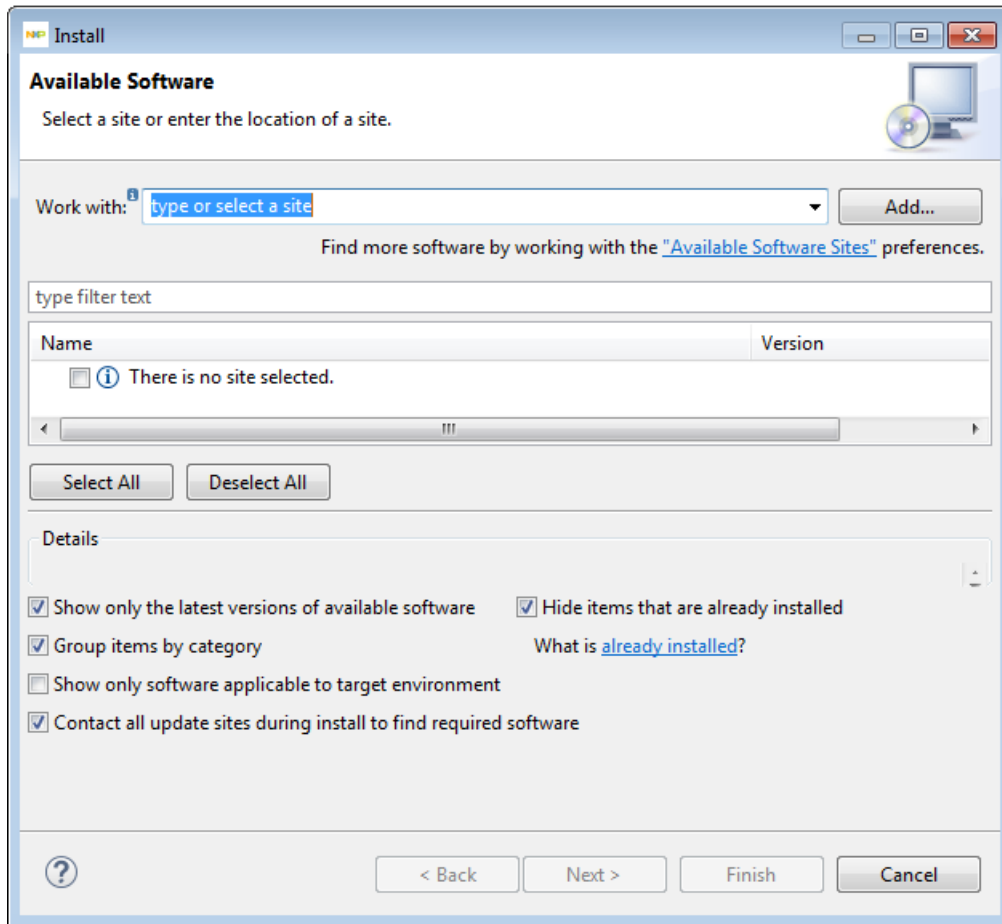 NXP Install
Available Software
Select a site or enter the location of a site.
Work with: type or select a site Add...
Find more software by working with the "Available Software Sites" preferences.
type filter text
Name Version
There is no site selected.
Select All Deselect All
Details
Show only the latest versions of available software Hide items that are already installed
Group items by category What is already installed?
Show only software applicable to target environment
Contact all update sites during install to find required software
< Back Next > Finish Cancel